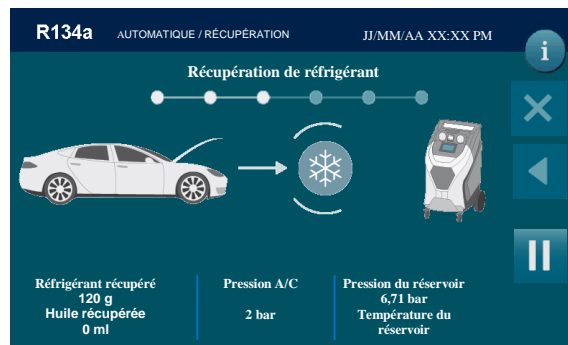 R134a AUTOMATIQUE / RÉCUPÉRATION JJ/MM/AA XX:XX PM
i
Récupération de réfrigérant
Réfrigérant récupéré
120 g
Huile récupérée
0 ml
Pression A/C
2 bar
Pression du réservoir
6,71 bar
Température du
réservoir